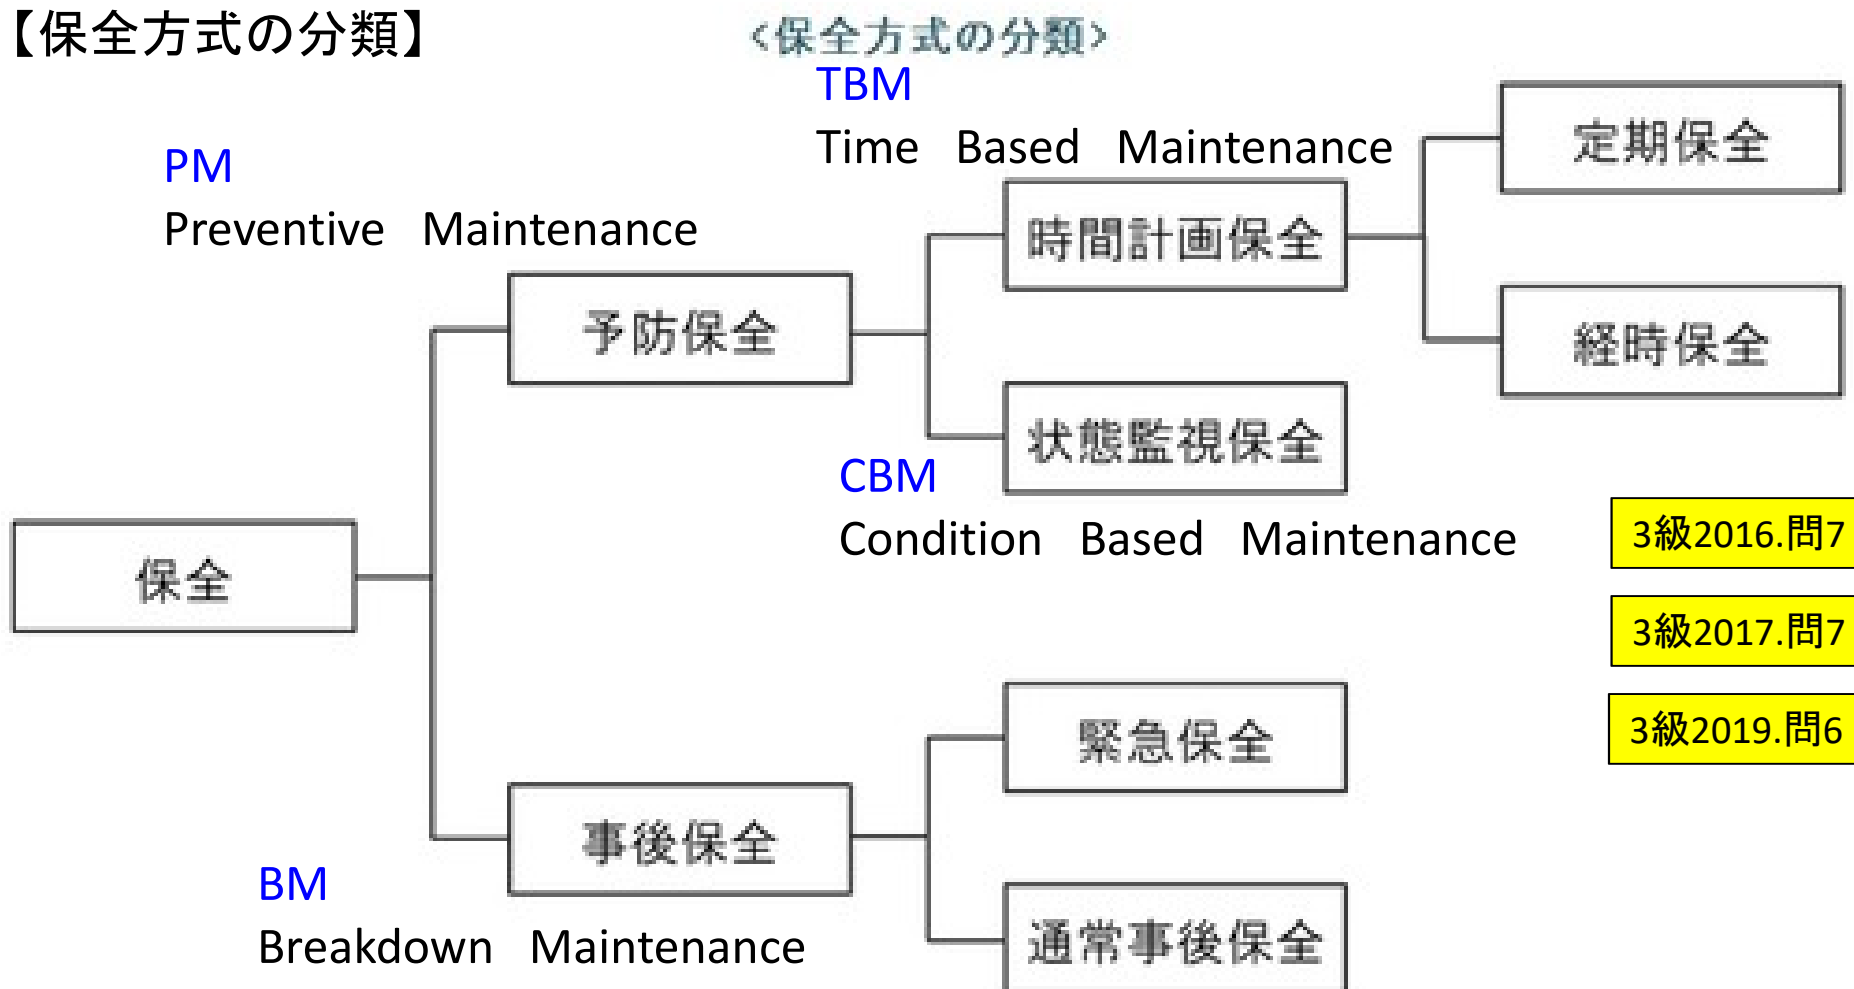 【保全方式の分類】
<保全方式の分類>
TBM
Time Based Maintenance
定期保全
PM
Preventive Maintenance
時間計画保全
予防保全
経時保全
状態監視保全
CBM
Condition Based Maintenance
3級2016.問7
保全
3級2017.問7
緊急保全
3級2019.問6
事後保全
BM
Breakdown Maintenance
通常事後保全